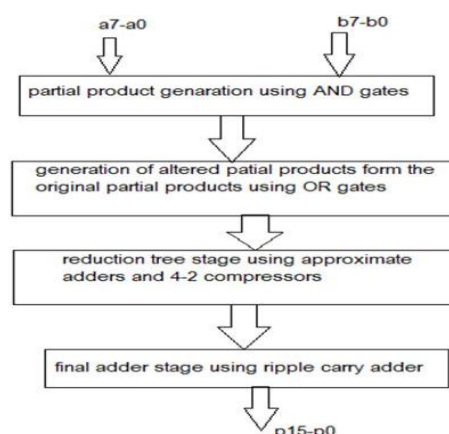 a7-a0
b7-b0
partial product genaration using AND gates
generation of altered patial products form the
original partial products using OR gates
reduction tree stage using approximate
adders and 4-2 compressors
final adder stage using ripple carry adder
p15-p0